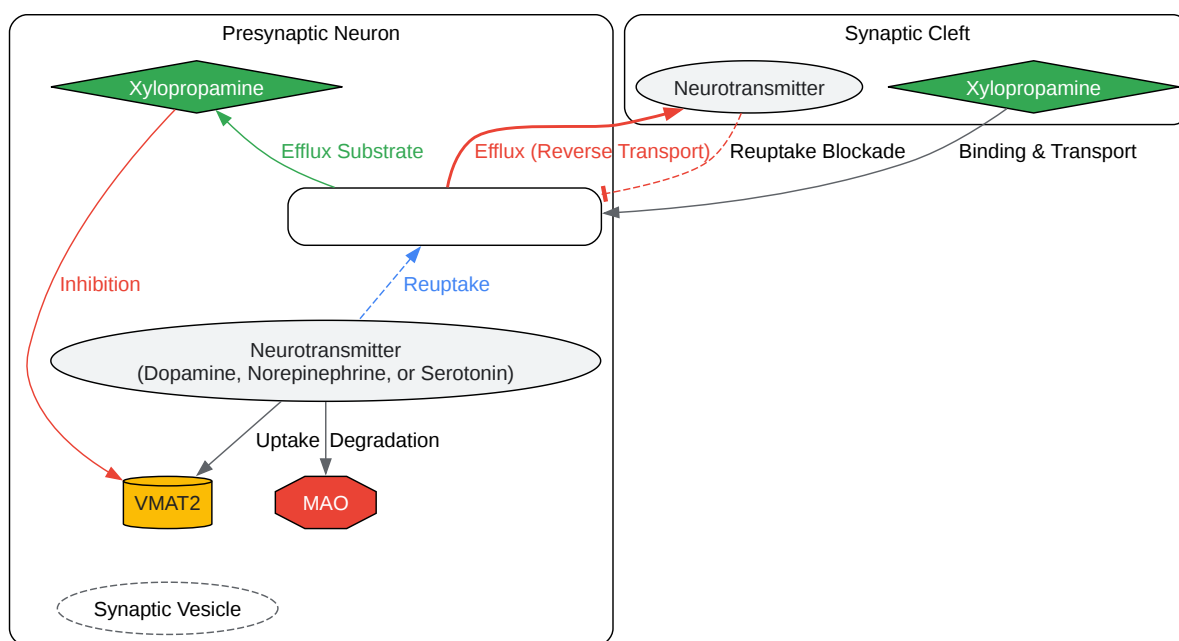 Presynaptic Neuron
Synaptic Cleft
Xylopropamine
Neurotransmitter
Xylopropamine
Efflux Substrate
Efflux (Reverse Transport)
Reuptake Blockade
Binding & Transport
Inhibition
Reuptake
Neurotransmitter
(Dopamine, Norepinephrine, or Serotonin)
Uptake
Degradation
VMAT2
MAO
Synaptic Vesicle